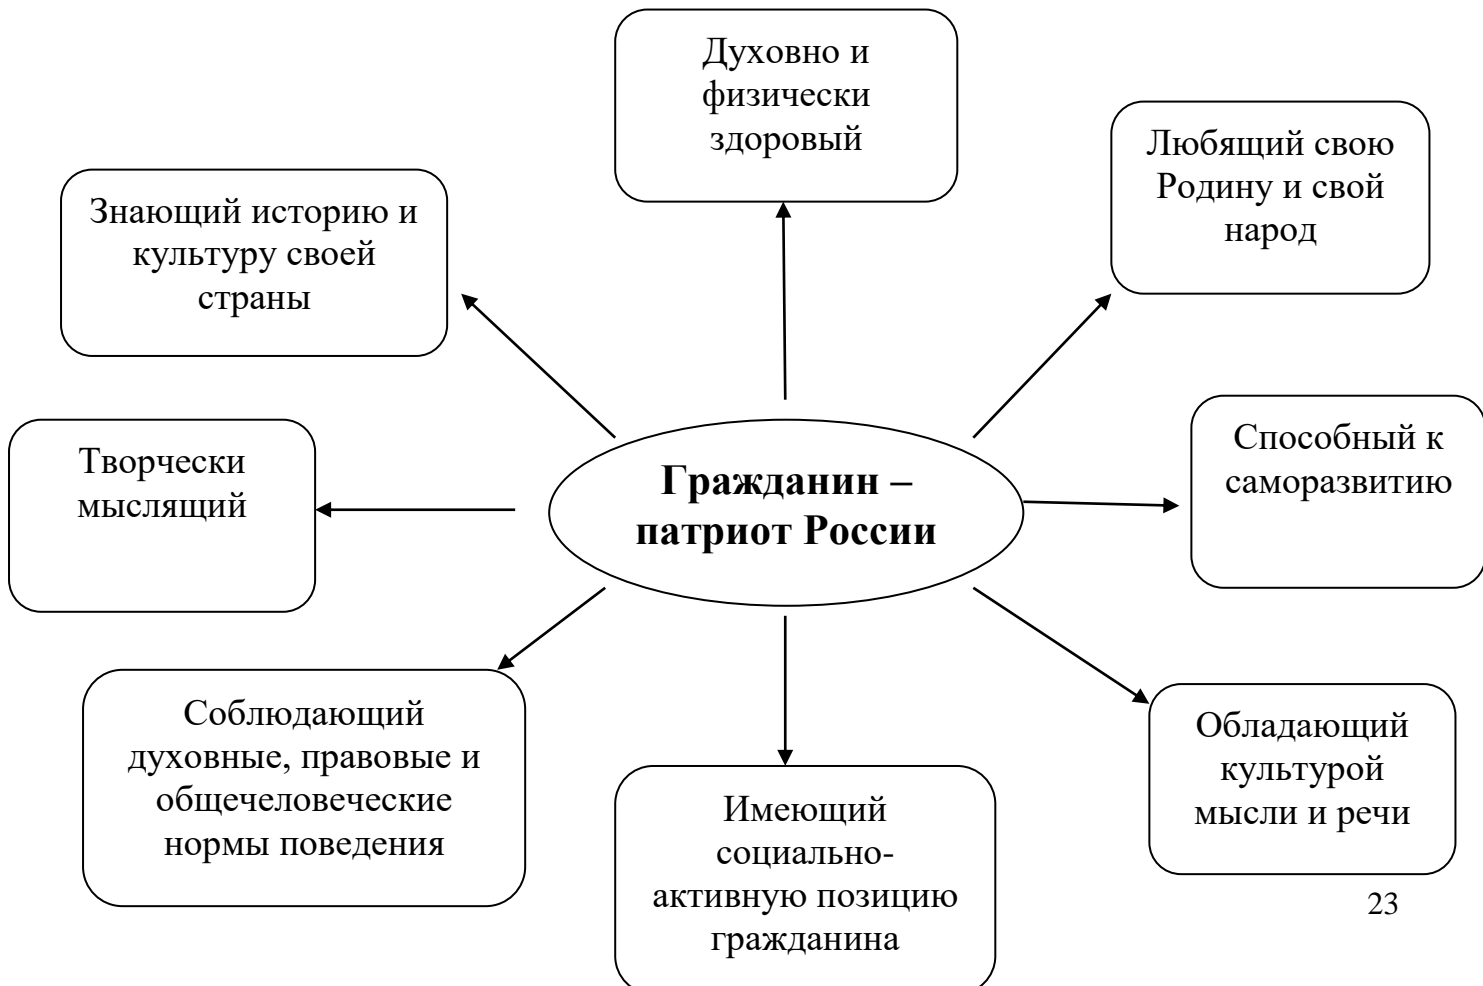 Духовно и
физически
здоровый
Любящий свою
Родину и свой
народ
Знающий историю и
культуру своей
страны
Способный к
саморазвитию
Творчески
мыслящий
Гражданин –
патриот России
Соблюдающий
духовные, правовые и
общечеловеческие
нормы поведения
Имеющий
социально-
активную позицию
гражданина
Обладающий
культурой
мысли и речи
23